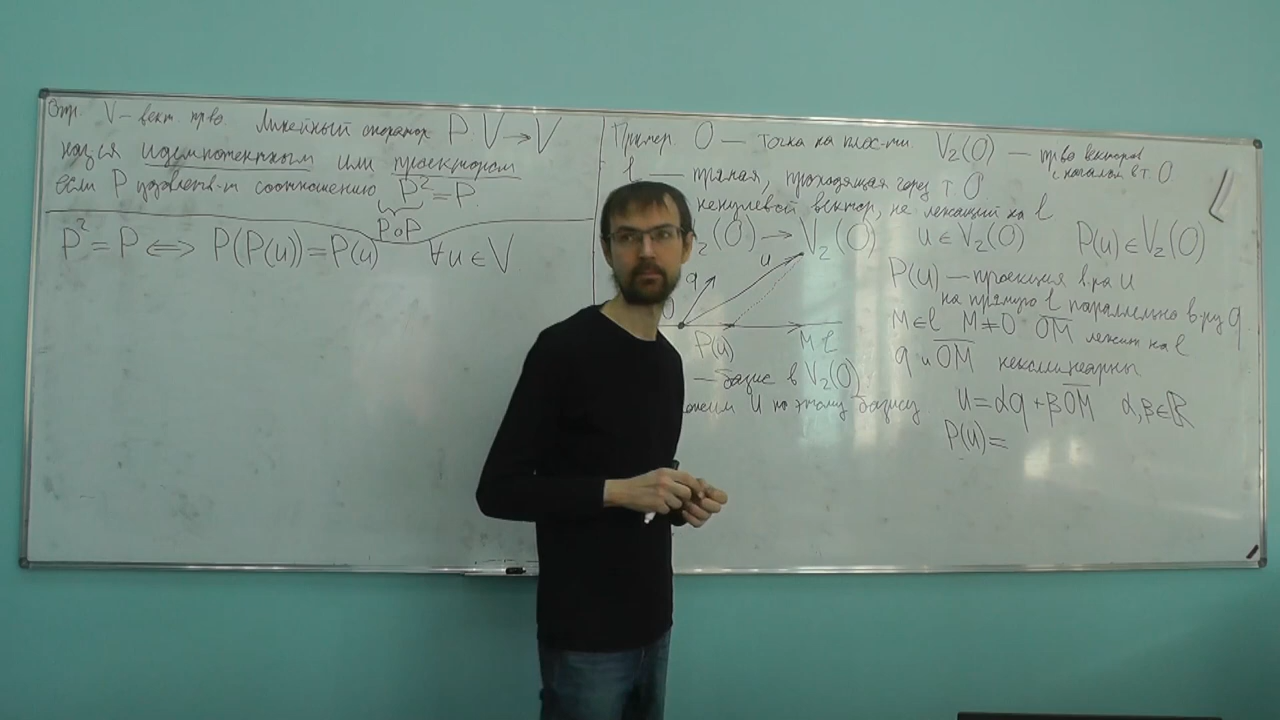 Опр. V – вект. пр-во. Линейный оператор P: V → V
наз-ся идемпотентным или проектором
если P удовлетв-т соотношению P² = P.
P∘P
P² = P ⟺ P(P(u)) = P(u) ∀u ∈ V
Пример O — точка на плос-ти. V₂(O) — пр-во векторов
с началом в т. O
l — прямая, проходящая через т. O
ненулевой вектор, не лежащий на l
(O) → V₂(O) u ∈ V₂(O) P(u) ∈ V₂(O)
q u
P(u) M l
P(u) — проекция в-ра u
на прямую l параллельно в-ру q
M ∈ l M ≠ O OM̅ лежит на l
q и OM̅ неколлинеарны
— базис в V₂(O).
u по этому базису u = αq + βOM̅ α, β ∈ ℝ
P(u) =